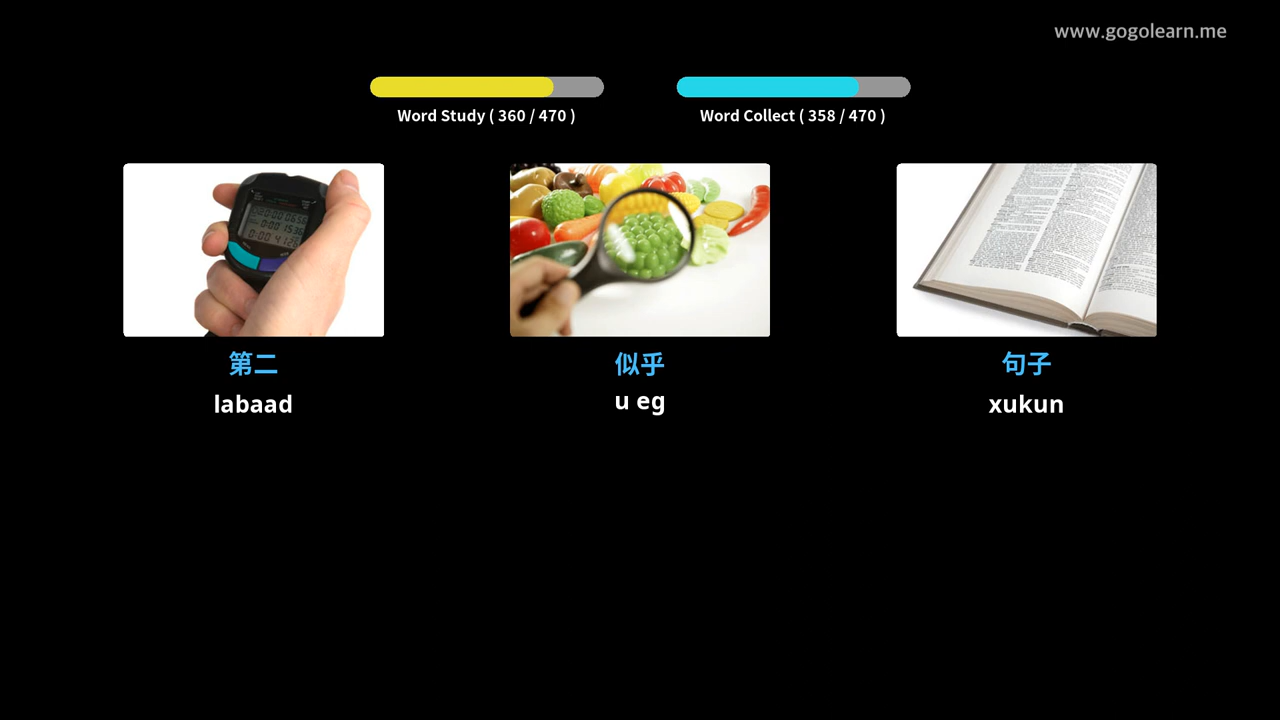 www.gogolearn.me
Word Study ( 360 / 470 )
Word Collect ( 358 / 470 )
第二
labaad
似乎
u eg
句子
xukun